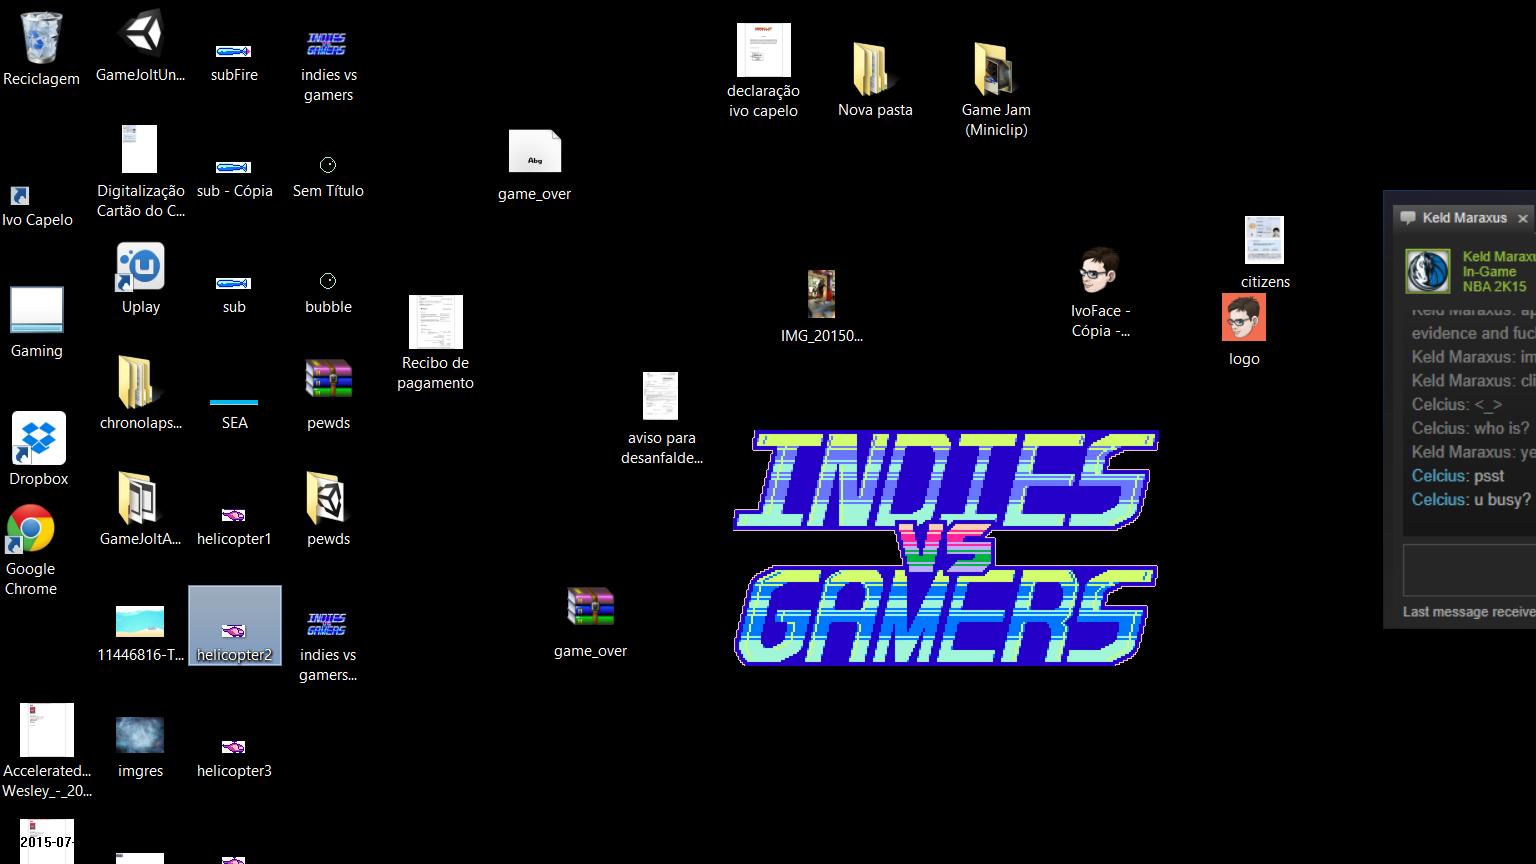 Reciclagem
GameJoltUn...
subFire
indies vs
gamers
declaração
ivo capelo
Nova pasta
Game Jam
(Miniclip)
Ivo Capelo
Digitalização
Cartão do C...
sub - Cópia
Sem Título
Abg
game_over
Uplay
sub
bubble
Recibo de
pagamento
IMG_20150...
IvoFace -
Cópia -...
citizens
logo
Gaming
chronolaps...
SEA
pewds
aviso para
desanfalde...
Dropbox
GameJoltA...
helicopter1
pewds
Google
Chrome
11446816-T...
helicopter2
INDIES
VS
GAMERS
indies vs
gamers...
game_over
INDIES
VS
GAMERS
Accelerated...
Wesley_-_20...
imgres
helicopter3
2015-07-
Keld Maraxus
Keld Maraxu
In-Game
NBA 2K15
Keld Maraxus: ap
evidence and fuc
Keld Maraxus: im
Keld Maraxus: cli
Celcius: <_>
Celcius: who is?
Keld Maraxus: ye
Celcius: psst
Celcius: u busy?
Last message receive